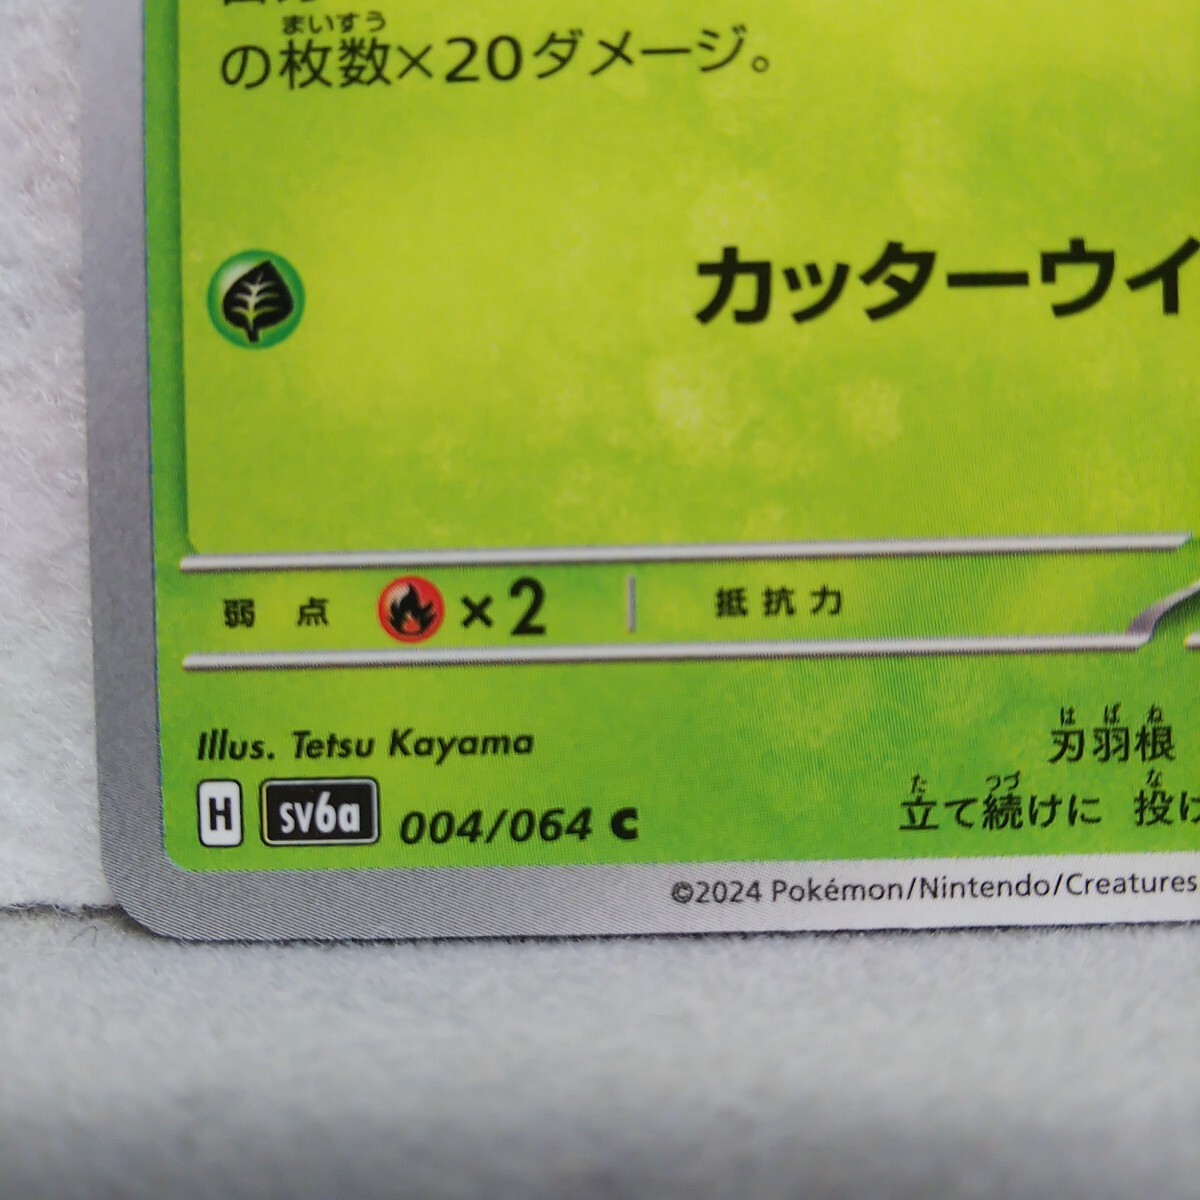 まいすう
の枚数×20ダメージ。
カッターウイ
弱点 ×2 抵抗力
Illus. Tetsu Kayama
はばね
刃羽根
H sv6a 004/064 C
た つづ な
立て続けに 投け
©2024 Pokémon/Nintendo/Creatures